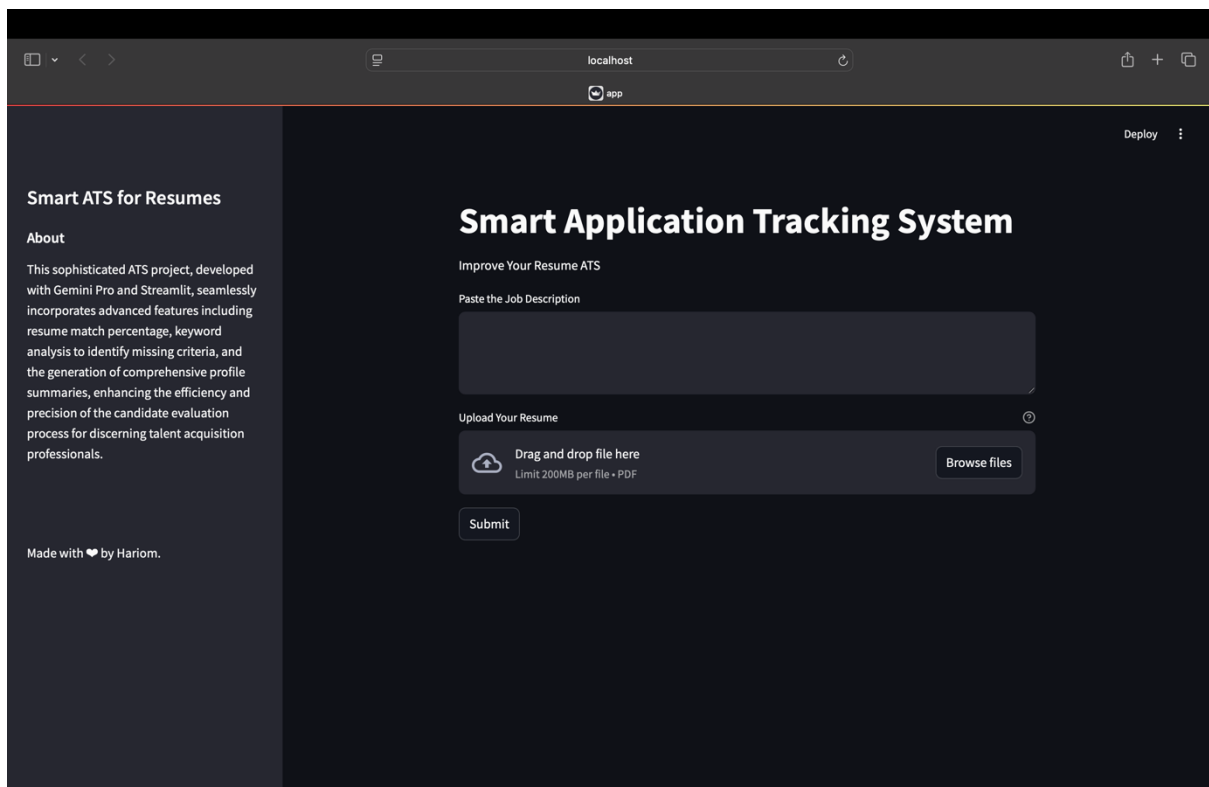 localhost
app
Deploy
Smart ATS for Resumes
About
This sophisticated ATS project, developed
with Gemini Pro and Streamlit, seamlessly
incorporates advanced features including
resume match percentage, keyword
analysis to identify missing criteria, and
the generation of comprehensive profile
summaries, enhancing the efficiency and
precision of the candidate evaluation
process for discerning talent acquisition
professionals.
Made with ❤ by Hariom.
Smart Application Tracking System
Improve Your Resume ATS
Paste the Job Description
Upload Your Resume
Drag and drop file here
Limit 200MB per file • PDF
Browse files
Submit